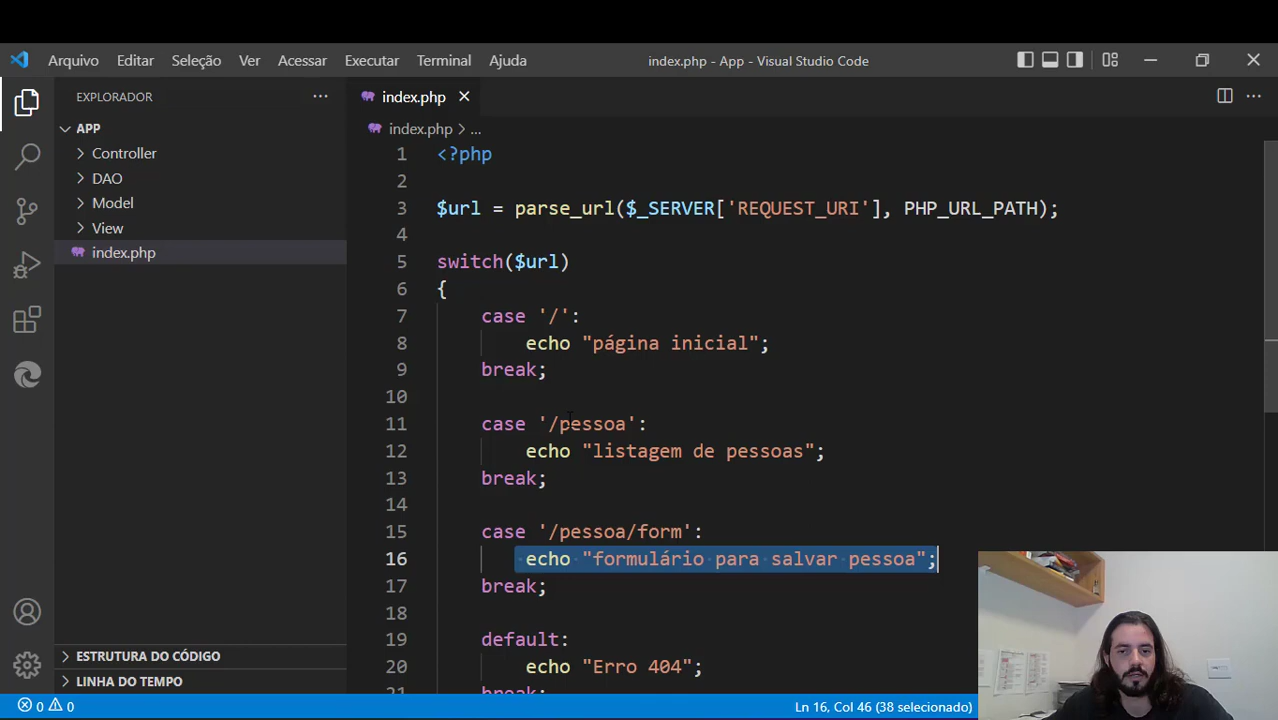 Arquivo Editar Seleção Ver Acessar Executar Terminal Ajuda index.php - App - Visual Studio Code
EXPLORADOR ...
APP
Controller
DAO
Model
View
index.php
index.php
index.php > ...
1 <?php
2
3 $url = parse_url($_SERVER['REQUEST_URI'], PHP_URL_PATH);
4
5 switch($url)
6 {
7 case '/':
8 echo "página inicial";
9 break;
10
11 case '/pessoa':
12 echo "listagem de pessoas";
13 break;
14
15 case '/pessoa/form':
16 echo "formulário para salvar pessoa";
17 break;
18
19 default:
20 echo "Erro 404";
21 break;
ESTRUTURA DO CÓDIGO
LINHA DO TEMPO
0 0 Ln 16, Col 46 (38 selecionado)